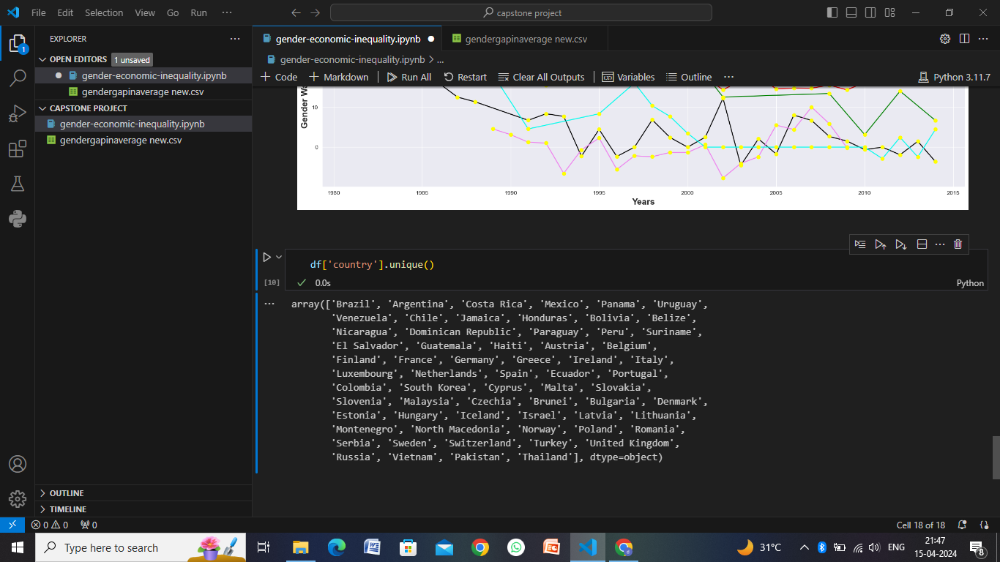 File Edit Selection View Go Run ··· capstone project
EXPLORER ···
OPEN EDITORS 1 unsaved
gender-economic-inequality.ipynb
gendergapinaverage new.csv
CAPSTONE PROJECT
gender-economic-inequality.ipynb
gendergapinaverage new.csv
OUTLINE
TIMELINE
1
gender-economic-inequality.ipynb gendergapinaverage new.csv
gender-economic-inequality.ipynb > ...
+ Code + Markdown Run All Restart Clear All Outputs Variables Outline ··· Python 3.11.7
Gender Wa
10
0
1980 1985 1990 1995 2000 2005 2010 2015
Years
df['country'].unique()
[10] 0.0s Python
array(['Brazil', 'Argentina', 'Costa Rica', 'Mexico', 'Panama', 'Uruguay',
'Venezuela', 'Chile', 'Jamaica', 'Honduras', 'Bolivia', 'Belize',
'Nicaragua', 'Dominican Republic', 'Paraguay', 'Peru', 'Suriname',
'El Salvador', 'Guatemala', 'Haiti', 'Austria', 'Belgium',
'Finland', 'France', 'Germany', 'Greece', 'Ireland', 'Italy',
'Luxembourg', 'Netherlands', 'Spain', 'Ecuador', 'Portugal',
'Colombia', 'South Korea', 'Cyprus', 'Malta', 'Slovakia',
'Slovenia', 'Malaysia', 'Czechia', 'Brunei', 'Bulgaria', 'Denmark',
'Estonia', 'Hungary', 'Iceland', 'Israel', 'Latvia', 'Lithuania',
'Montenegro', 'North Macedonia', 'Norway', 'Poland', 'Romania',
'Serbia', 'Sweden', 'Switzerland', 'Turkey', 'United Kingdom',
'Russia', 'Vietnam', 'Pakistan', 'Thailand'], dtype=object)
0 0 0 Cell 18 of 18
Type here to search 31°C ENG 21:47
15-04-2024 8